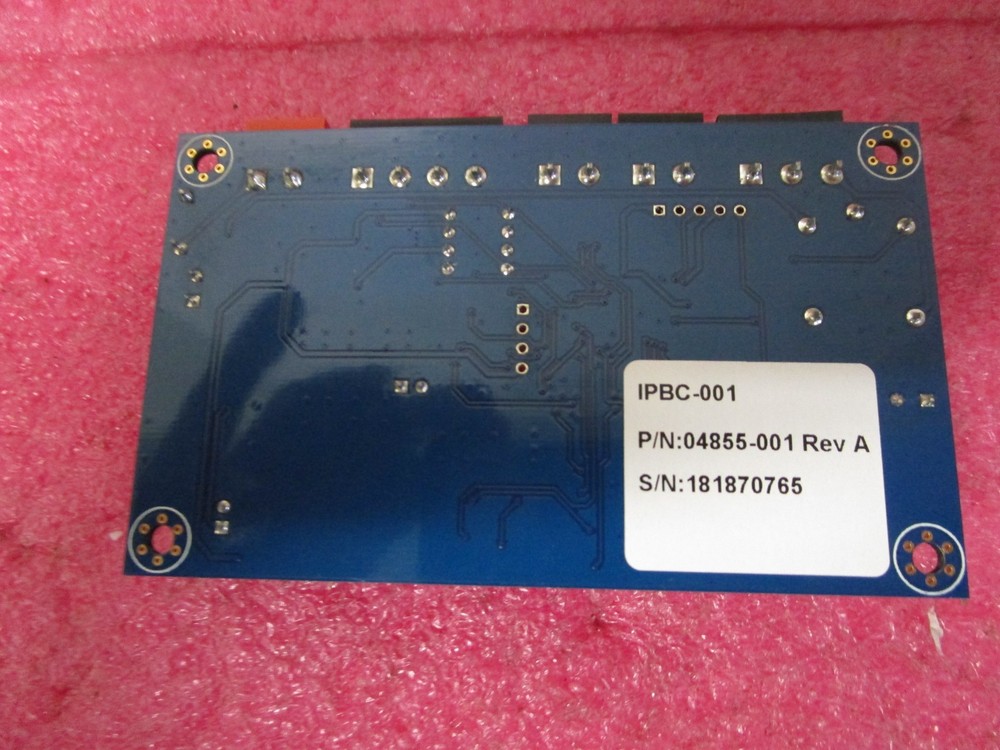 IPBC-001
P/N:04855-001 Rev A
S/N:181870765